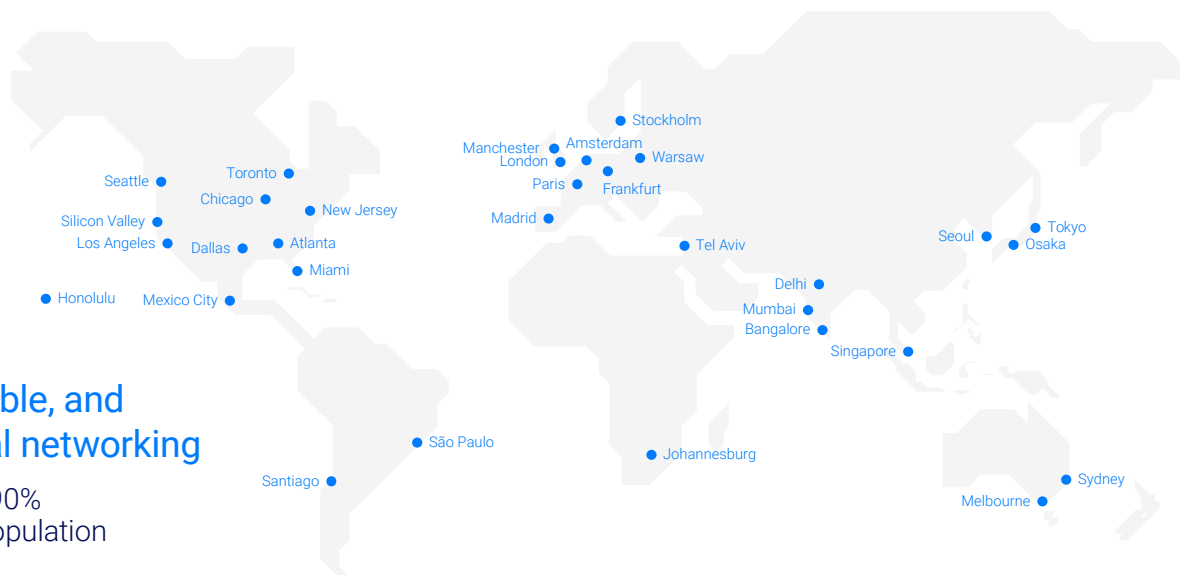 Stockholm
Manchester
Amsterdam
London
Warsaw
Paris
Frankfurt
Madrid
Seattle
Toronto
Chicago
New Jersey
Silicon Valley
Los Angeles
Dallas
Atlanta
Miami
Honolulu
Mexico City
Tel Aviv
Seoul
Tokyo
Osaka
Delhi
Mumbai
Bangalore
Singapore
São Paulo
Santiago
Johannesburg
Sydney
Melbourne
ble, and
al networking
90%
opulation